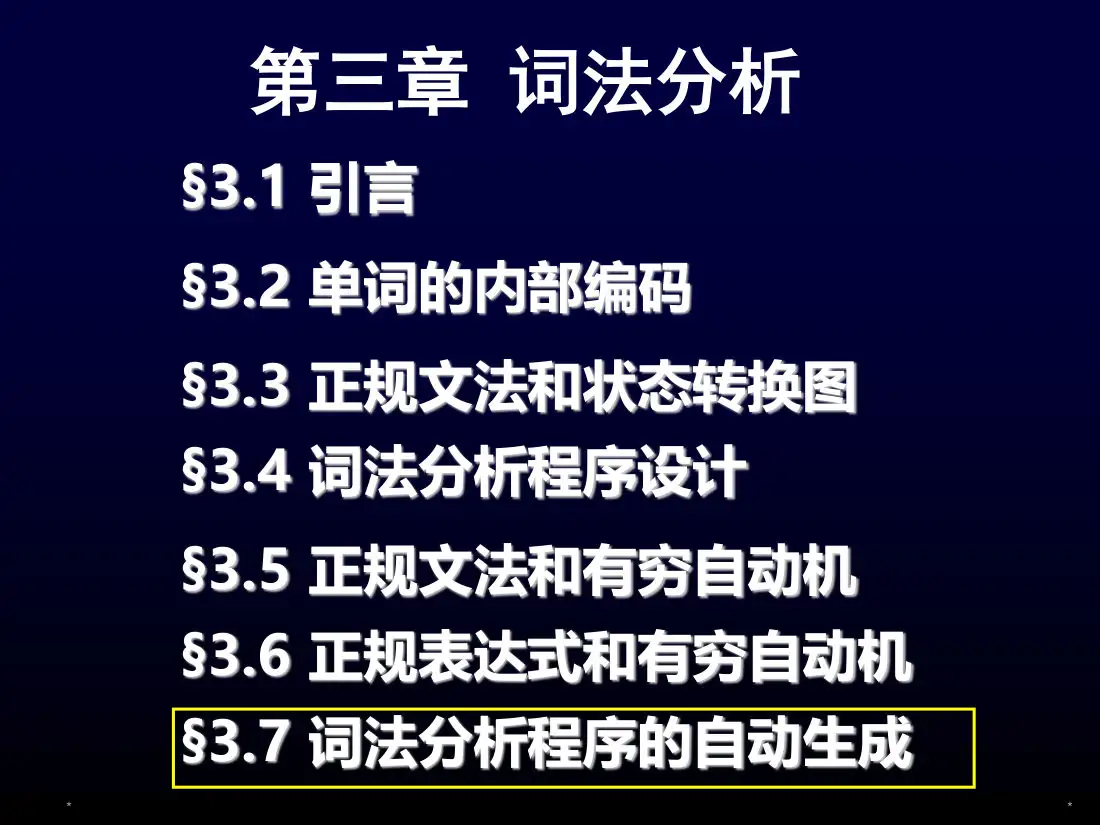 第三章 词法分析
§3.1 引言
§3.2 单词的内部编码
§3.3 正规文法和状态转换图
§3.4 词法分析程序设计
§3.5 正规文法和有穷自动机
§3.6 正规表达式和有穷自动机
§3.7 词法分析程序的自动生成
* *